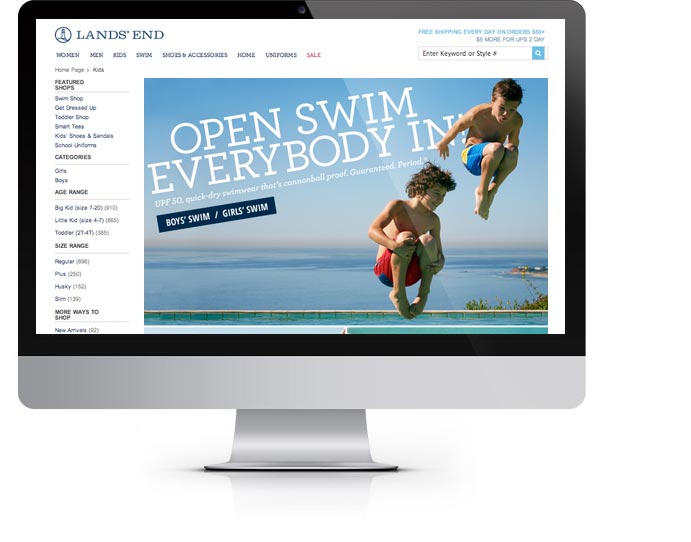 LANDS' END
FREE SHIPPING EVERY DAY ON ORDERS $50+
$5 MORE FOR UPS 2 DAY
WOMEN MEN KIDS SWIM SHOES & ACCESSORIES HOME UNIFORMS SALE
Enter Keyword or Style #
Home Page > Kids
FEATURED
SHOPS
Swim Shop
Get Dressed Up
Toddler Shop
Smart Tees
Kids' Shoes & Sandals
School Uniforms
CATEGORIES
Girls
Boys
AGE RANGE
Big Kid (size 7-20) (910)
Little Kid (size 4-7) (865)
Toddler (2T-4T) (385)
SIZE RANGE
Regular (896)
Plus (250)
Husky (152)
Slim (139)
MORE WAYS TO
SHOP
New Arrivals (92)
OPEN SWIM
EVERYBODY IN!
UPF 50, quick-dry swimwear that's cannonball proof. Guaranteed. Period.®
BOYS' SWIM / GIRLS' SWIM